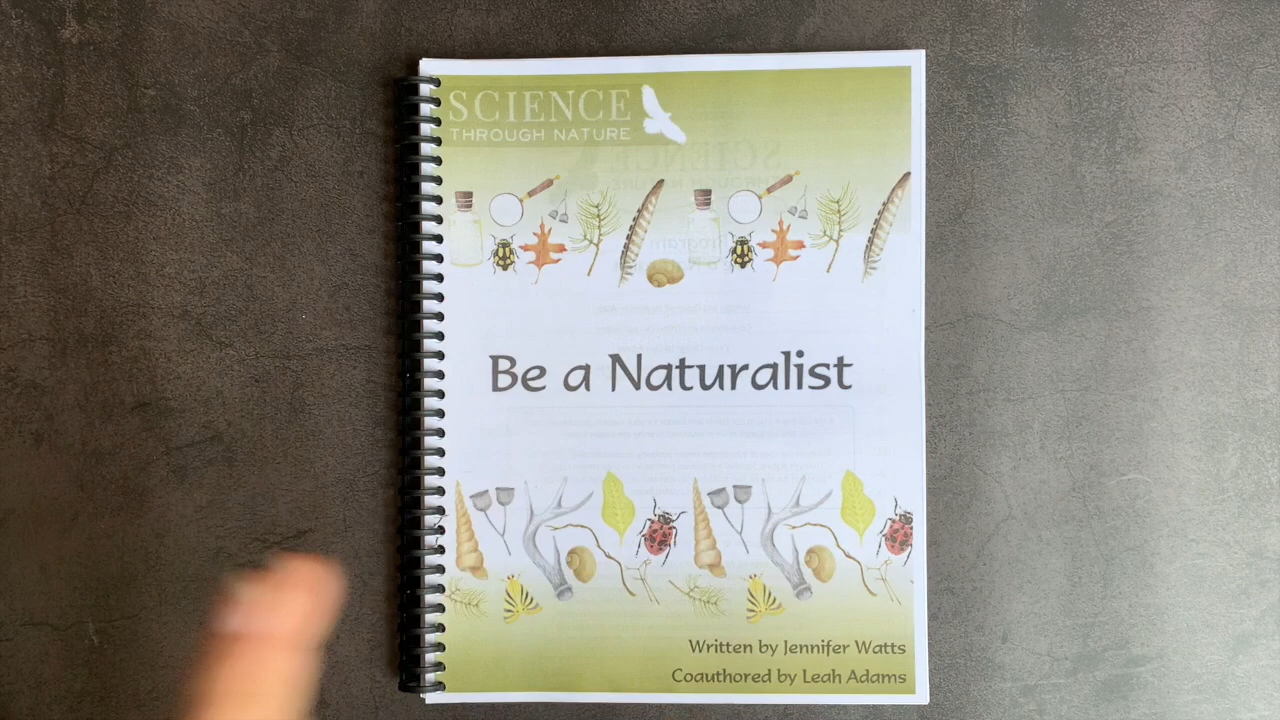 SCIENCE
THROUGH NATURE
Be a Naturalist
Written by Jennifer Watts
Coauthored by Leah Adams